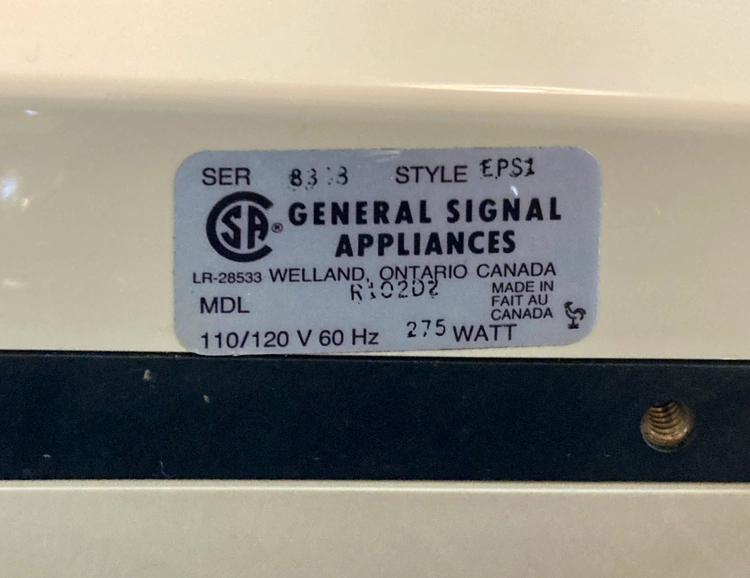 SER STYLE EPS1
CSA® GENERAL SIGNAL
APPLIANCES
LR-28533 WELLAND, ONTARIO CANADA
MDL R102D2 MADE IN
FAIT AU
CANADA
110/120 V 60 Hz 275 WATT